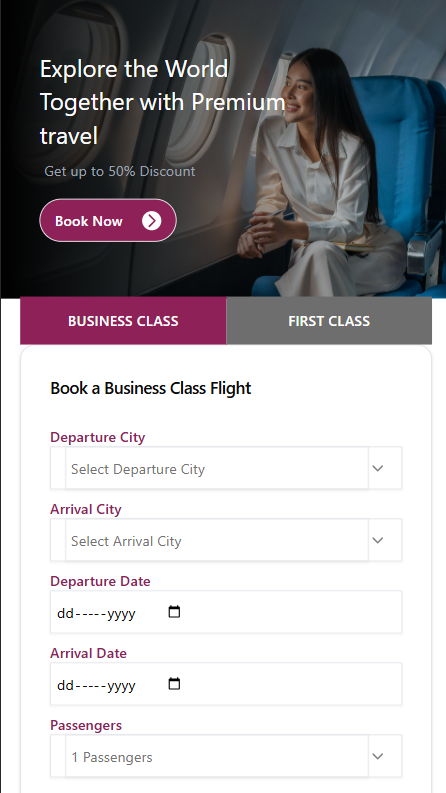 Explore the World
Together with Premium
travel
Get up to 50% Discount
Book Now
BUSINESS CLASS
FIRST CLASS
Book a Business Class Flight
Departure City
Select Departure City
Arrival City
Select Arrival City
Departure Date
dd-----yyyy
Arrival Date
dd-----yyyy
Passengers
1 Passengers